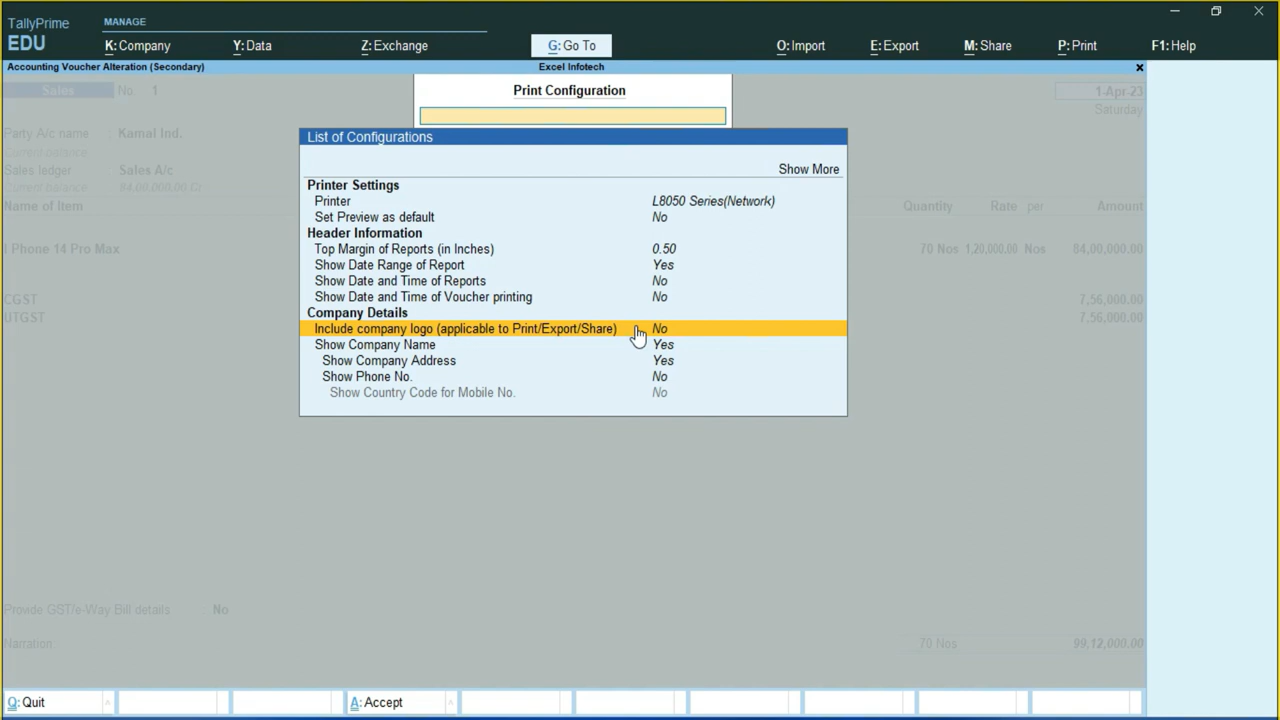 TallyPrime
EDU
MANAGE
K: Company
Y: Data
Z: Exchange
G: Go To
O: Import
E: Export
M: Share
P: Print
F1: Help
Accounting Voucher Alteration (Secondary)
Excel Infotech
×
Sales No. 1
1-Apr-23
Saturday
Print Configuration
Party A/c name : Kamal Ind.
Current balance :
Sales ledger : Sales A/c
Current balance : 84,00,000.00 Cr
Name of Item Quantity Rate per Amount
I Phone 14 Pro Max 70 Nos 1,20,000.00 Nos 84,00,000.00
CGST 7,56,000.00
UTGST 7,56,000.00
List of Configurations
Show More
Printer Settings
Printer L8050 Series(Network)
Set Preview as default No
Header Information
Top Margin of Reports (in Inches) 0.50
Show Date Range of Report Yes
Show Date and Time of Reports No
Show Date and Time of Voucher printing No
Company Details
Include company logo (applicable to Print/Export/Share) No
Show Company Name Yes
Show Company Address Yes
Show Phone No. No
Show Country Code for Mobile No. No
Provide GST/e-Way Bill details : No
Narration: 70 Nos 99,12,000.00
Q: Quit
A: Accept